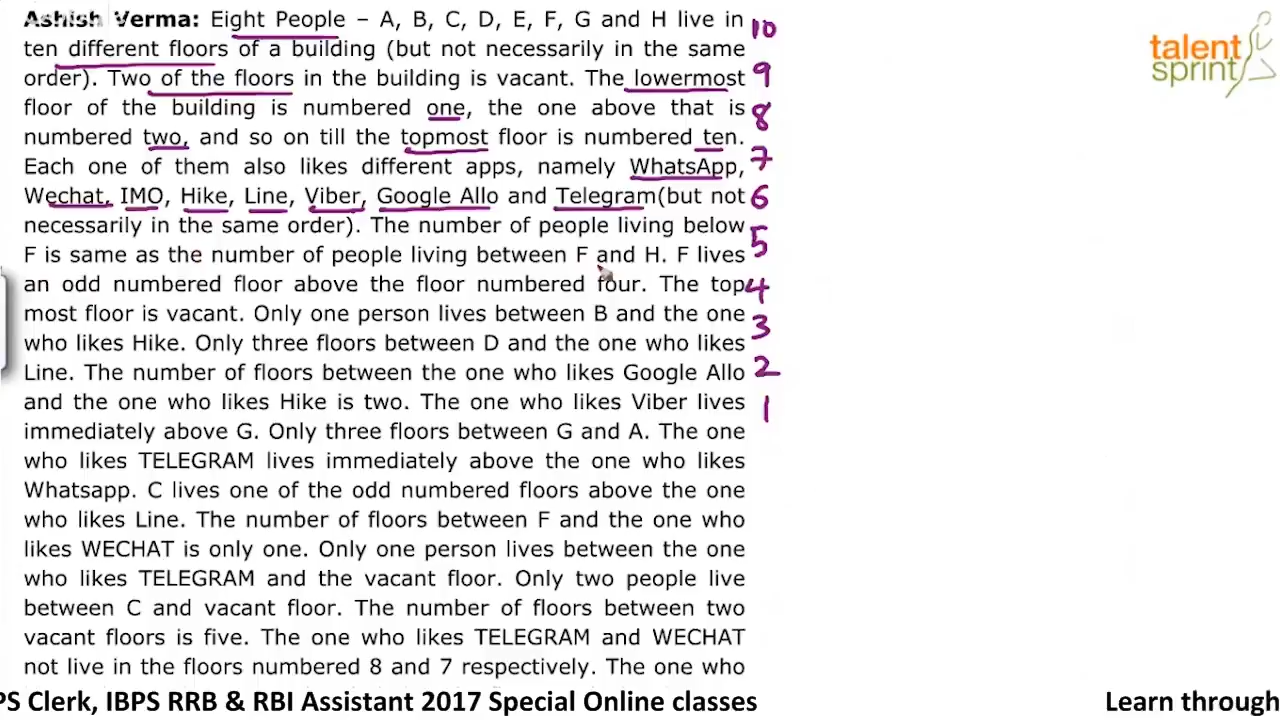 Ashish Verma: Eight People – A, B, C, D, E, F, G and H live in
ten different floors of a building (but not necessarily in the same
order). Two of the floors in the building is vacant. The lowermost
floor of the building is numbered one, the one above that is
numbered two, and so on till the topmost floor is numbered ten.
Each one of them also likes different apps, namely WhatsApp,
Wechat, IMO, Hike, Line, Viber, Google Allo and Telegram(but not
necessarily in the same order). The number of people living below
F is same as the number of people living between F and H. F lives
an odd numbered floor above the floor numbered four. The top
most floor is vacant. Only one person lives between B and the one
who likes Hike. Only three floors between D and the one who likes
Line. The number of floors between the one who likes Google Allo
and the one who likes Hike is two. The one who likes Viber lives
immediately above G. Only three floors between G and A. The one
who likes TELEGRAM lives immediately above the one who likes
Whatsapp. C lives one of the odd numbered floors above the one
who likes Line. The number of floors between F and the one who
likes WECHAT is only one. Only one person lives between the one
who likes TELEGRAM and the vacant floor. Only two people live
between C and vacant floor. The number of floors between two
vacant floors is five. The one who likes TELEGRAM and WECHAT
not live in the floors numbered 8 and 7 respectively. The one who
10
9
8
7
6
5
4
3
2
1
talent
sprint
PS Clerk, IBPS RRB & RBI Assistant 2017 Special Online classes
Learn through